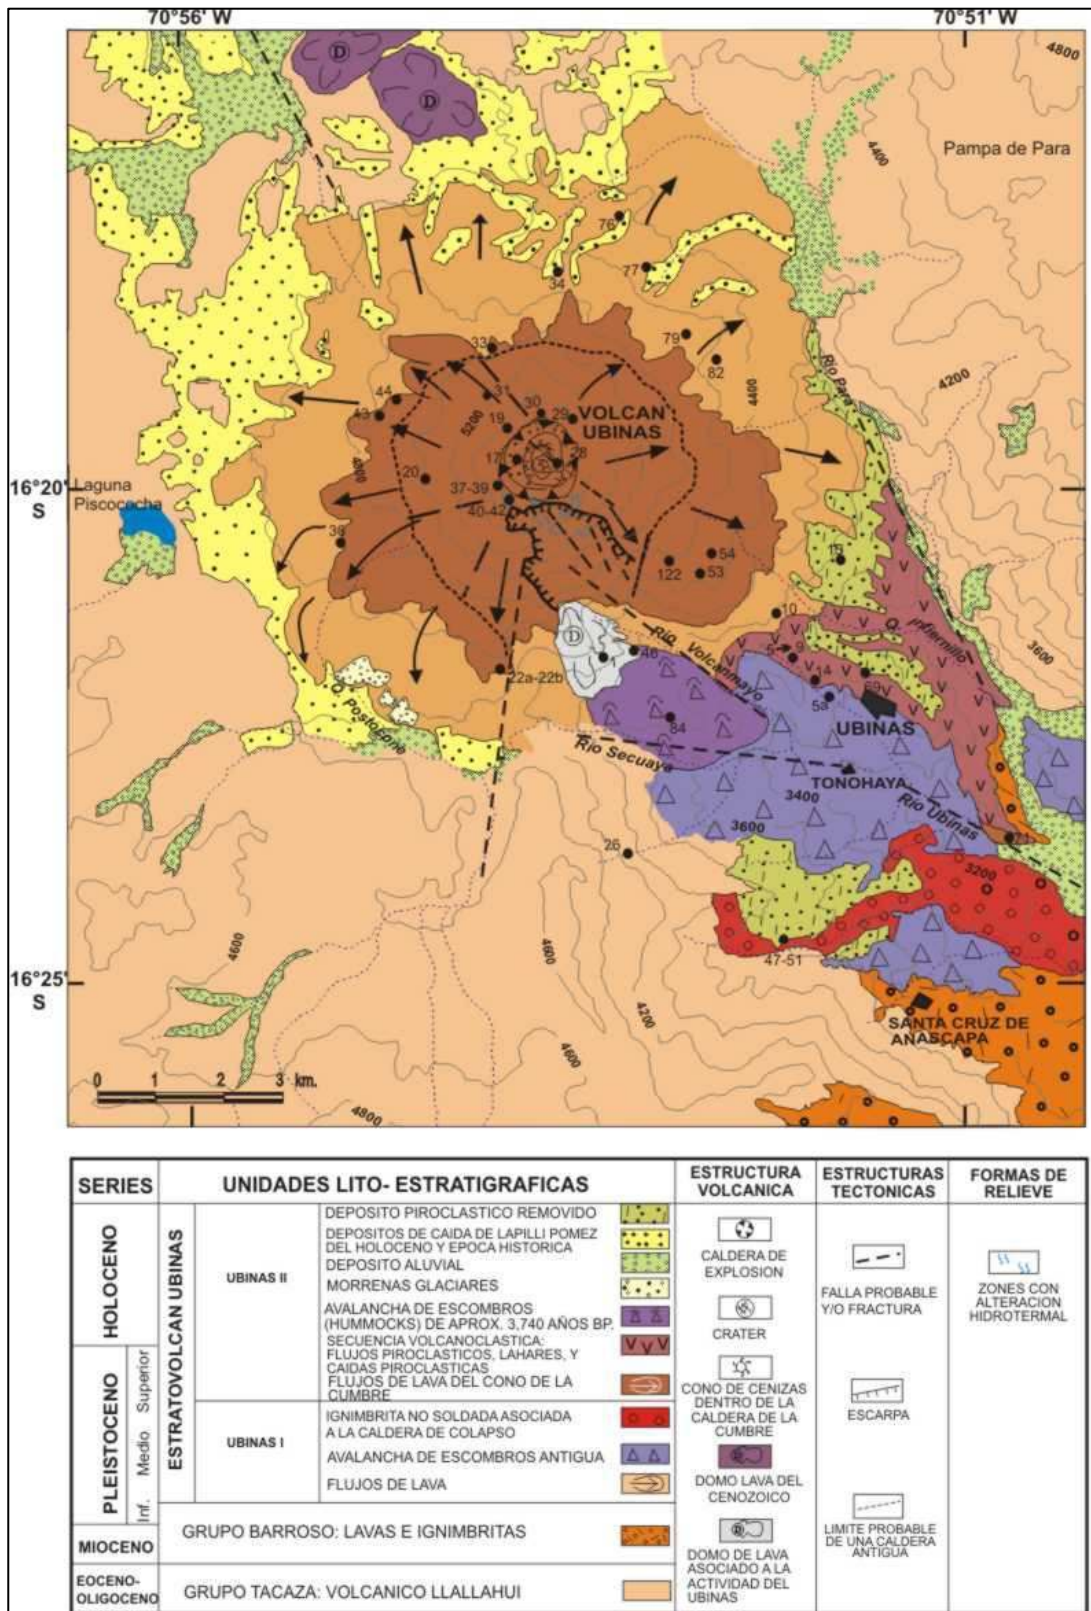 70°56' W
70°51' W
4800
4400
Pampa de Para
76
77
34
79
82
4400
4200
Río Para
33
31
44
43
5200
30
29
19
VOLCAN
UBINAS
17
28
20
37-39
40-42
4800
16°20'
S
Laguna
Piscococha
38
54
53
122
18
10
Q. Infiernillo
3600
Río Volcanmayo
46
9
14
69
5a
22a-22b
84
UBINAS
Río Secuaya
TONOHAYA
3400
Río Ubinas
3600
71
26
3200
47-51
16°25'
S
4600
4600
4200
SANTA CRUZ DE
ANASCAPA
4600
4800
0 1 2 3 km.
SERIES
UNIDADES LITO- ESTRATIGRAFICAS
ESTRUCTURA
VOLCANICA
ESTRUCTURAS
TECTONICAS
FORMAS DE
RELIEVE
HOLOCENO
PLEISTOCENO
Superior
Medio
Inf.
MIOCENO
EOCENO-
OLIGOCENO
ESTRATOVOLCAN UBINAS
UBINAS II
DEPOSITO PIROCLASTICO REMOVIDO
DEPOSITOS DE CAIDA DE LAPILLI POMEZ
DEL HOLOCENO Y EPOCA HISTORICA
DEPOSITO ALUVIAL
MORRENAS GLACIARES
AVALANCHA DE ESCOMBROS
(HUMMOCKS) DE APROX. 3,740 AÑOS BP.
SECUENCIA VOLCANOCLASTICA:
FLUJOS PIROCLASTICOS, LAHARES, Y
CAIDAS PIROCLASTICAS
FLUJOS DE LAVA DEL CONO DE LA
CUMBRE
UBINAS I
IGNIMBRITA NO SOLDADA ASOCIADA
A LA CALDERA DE COLAPSO
AVALANCHA DE ESCOMBROS ANTIGUA
FLUJOS DE LAVA
GRUPO BARROSO: LAVAS E IGNIMBRITAS
GRUPO TACAZA: VOLCANICO LLALLAHUI
CALDERA DE
EXPLOSION
CRATER
CONO DE CENIZAS
DENTRO DE LA
CALDERA DE LA
CUMBRE
DOMO LAVA DEL
CENOZOICO
DOMO DE LAVA
ASOCIADO A LA
ACTIVIDAD DEL
UBINAS
FALLA PROBABLE
Y/O FRACTURA
ESCARPA
LIMITE PROBABLE
DE UNA CALDERA
ANTIGUA
ZONES CON
ALTERACION
HIDROTERMAL